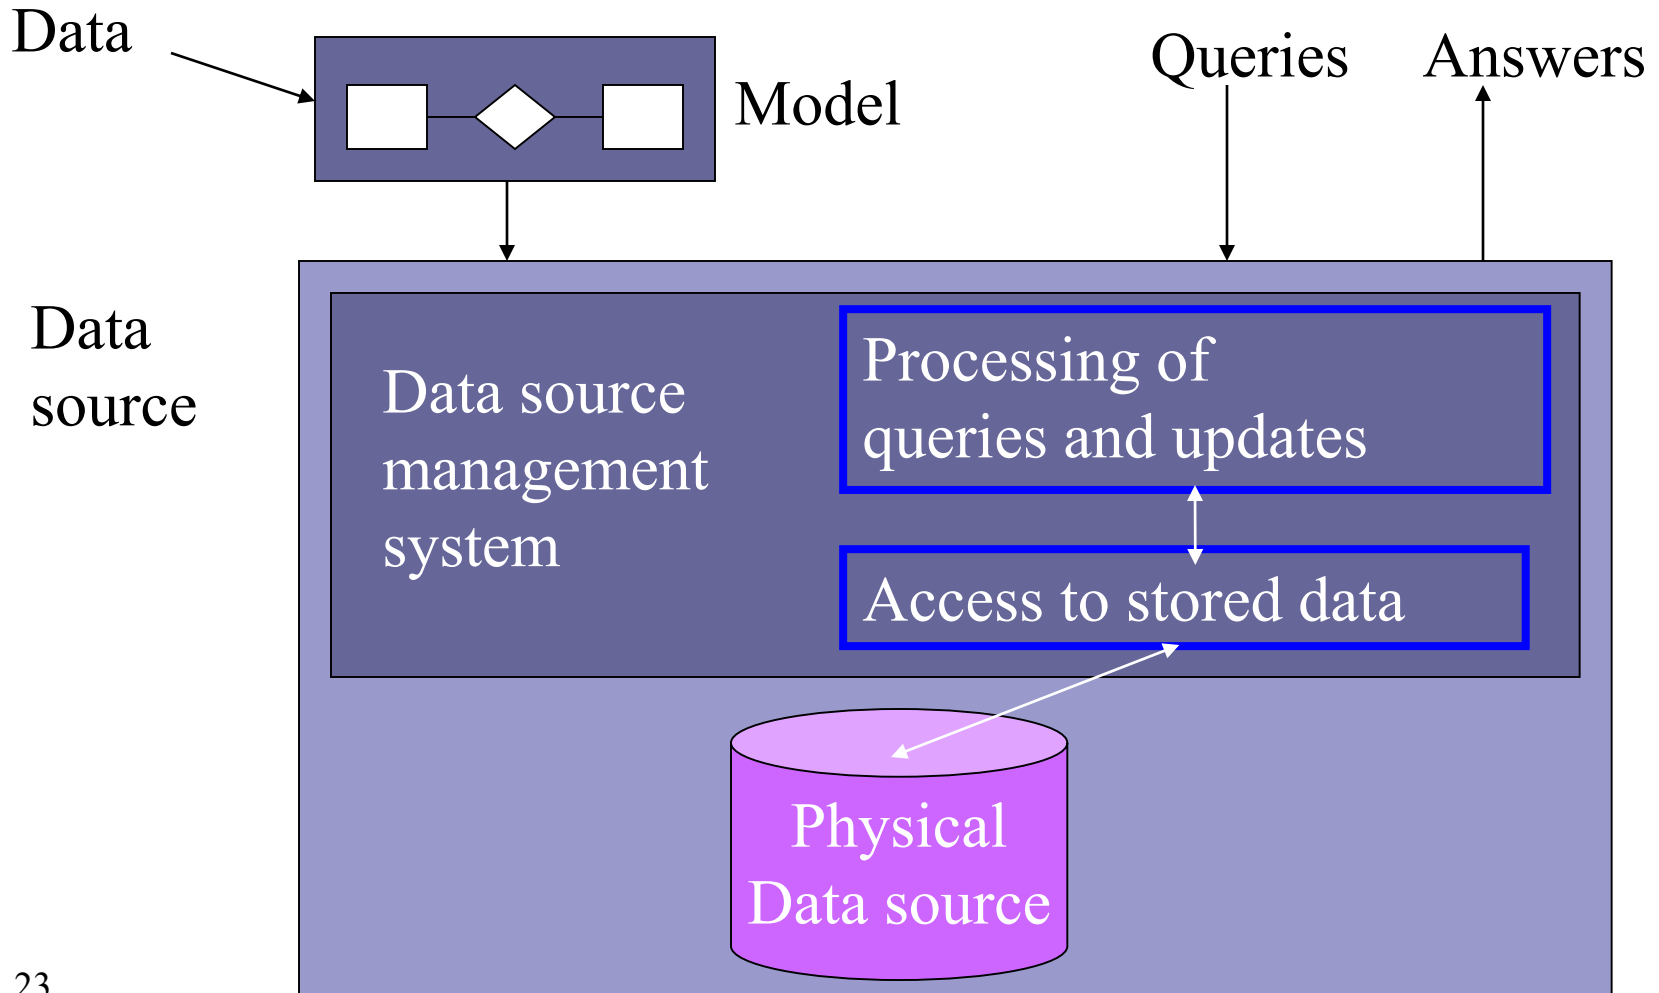 Data
Model
Queries
Answers
Data
source
Data source
management
system
Processing of
queries and updates
Access to stored data
Physical
Data source
23